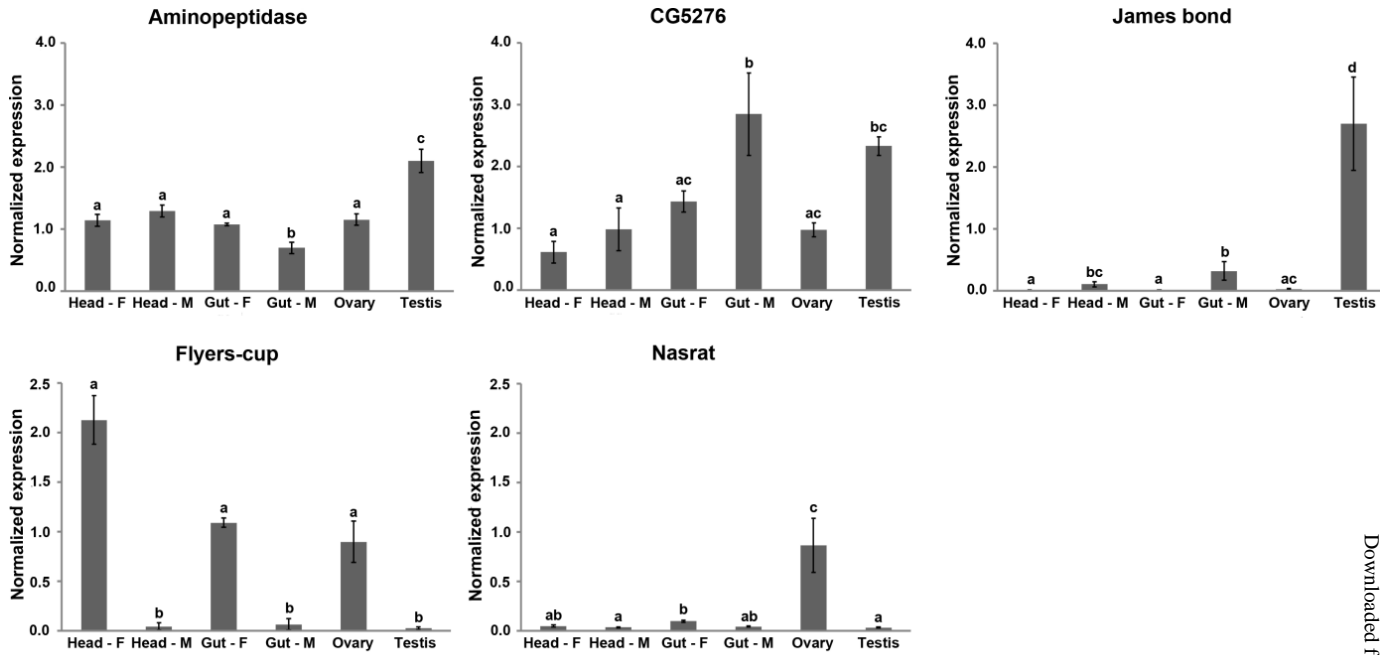 Aminopeptidase
Normalized expression
4.0
3.0
2.0
1.0
0.0
a
a
a
b
a
c
Head - F Head - M Gut - F Gut - M Ovary Testis
CG5276
Normalized expression
4.0
3.0
2.0
1.0
0.0
a
a
ac
b
ac
bc
Head - F Head - M Gut - F Gut - M Ovary Testis
James bond
Normalized expression
4.0
3.0
2.0
1.0
0.0
a
bc
a
b
ac
d
Head - F Head - M Gut - F Gut - M Ovary Testis
Flyers-cup
Normalized expression
2.5
2.0
1.5
1.0
0.5
0.0
a
b
a
b
a
b
Head - F Head - M Gut - F Gut - M Ovary Testis
Nasrat
Normalized expression
2.5
2.0
1.5
1.0
0.5
0.0
ab
a
b
ab
c
a
Head - F Head - M Gut - F Gut - M Ovary Testis
Downloaded f